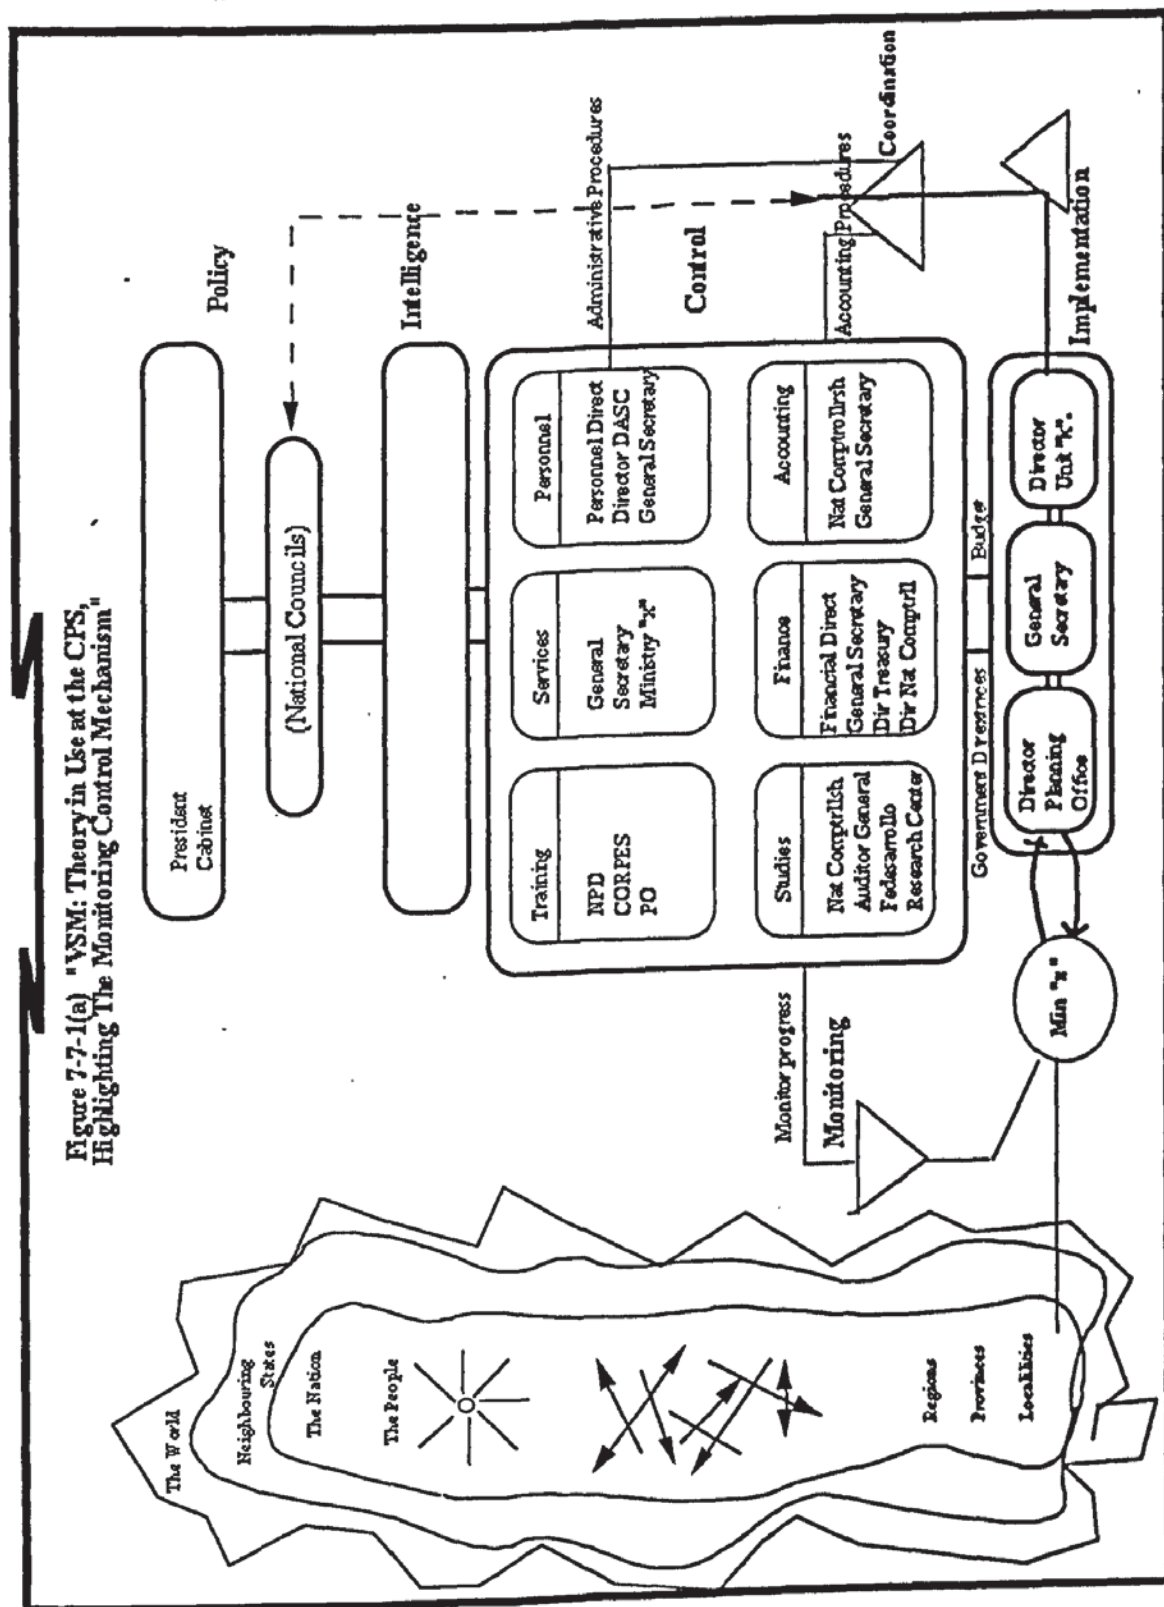 Figure 7-7-1(a) "VSM: Theory in Use at the CPS,
Highlighting The Monitoring Control Mechanism"
President
Cabinet
Policy
(National Councils)
Intelligence
Administrative Procedures
Training
NPD
CORPES
PO
Services
General
Secretary
Ministry "x"
Personnel
Personnel Direct
Director DASC
General Secretary
Control
Studies
Nat Comptrllsh
Auditor General
Fedesarrollo
Research Center
Finance
Financial Direct
General Secretary
Dir Treasury
Dir Nat Comptrll
Accounting
Nat Comptrollrsh
General Secretary
Accounting Procedures
Coordination
Monitor progress
Monitoring
Government Directnces
Budget
Director
Planning
Office
General
Secretary
Director
Unit "k".
Implementation
Min "x"
The World
Neighbouring
States
The Nation
The People
Regions
Provinces
Localities